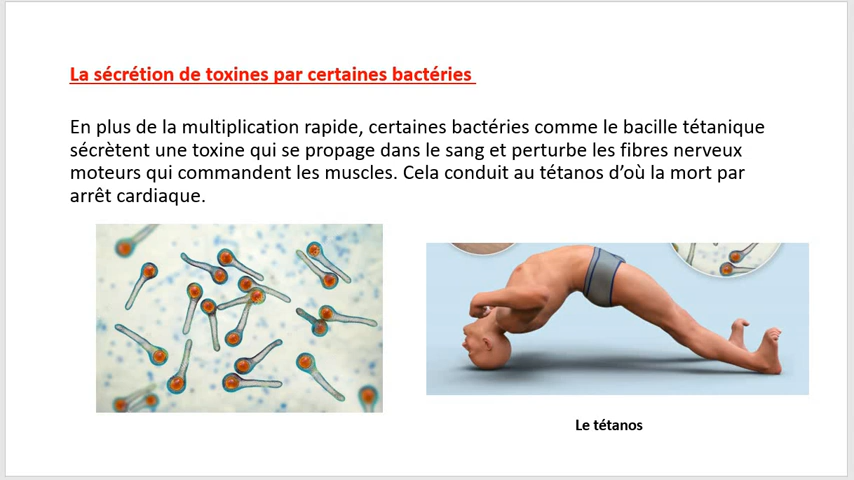 La sécrétion de toxines par certaines bactéries
En plus de la multiplication rapide, certaines bactéries comme le bacille tétanique
sécrètent une toxine qui se propage dans le sang et perturbe les fibres nerveux
moteurs qui commandent les muscles. Cela conduit au tétanos d’où la mort par
arrêt cardiaque.
Le tétanos